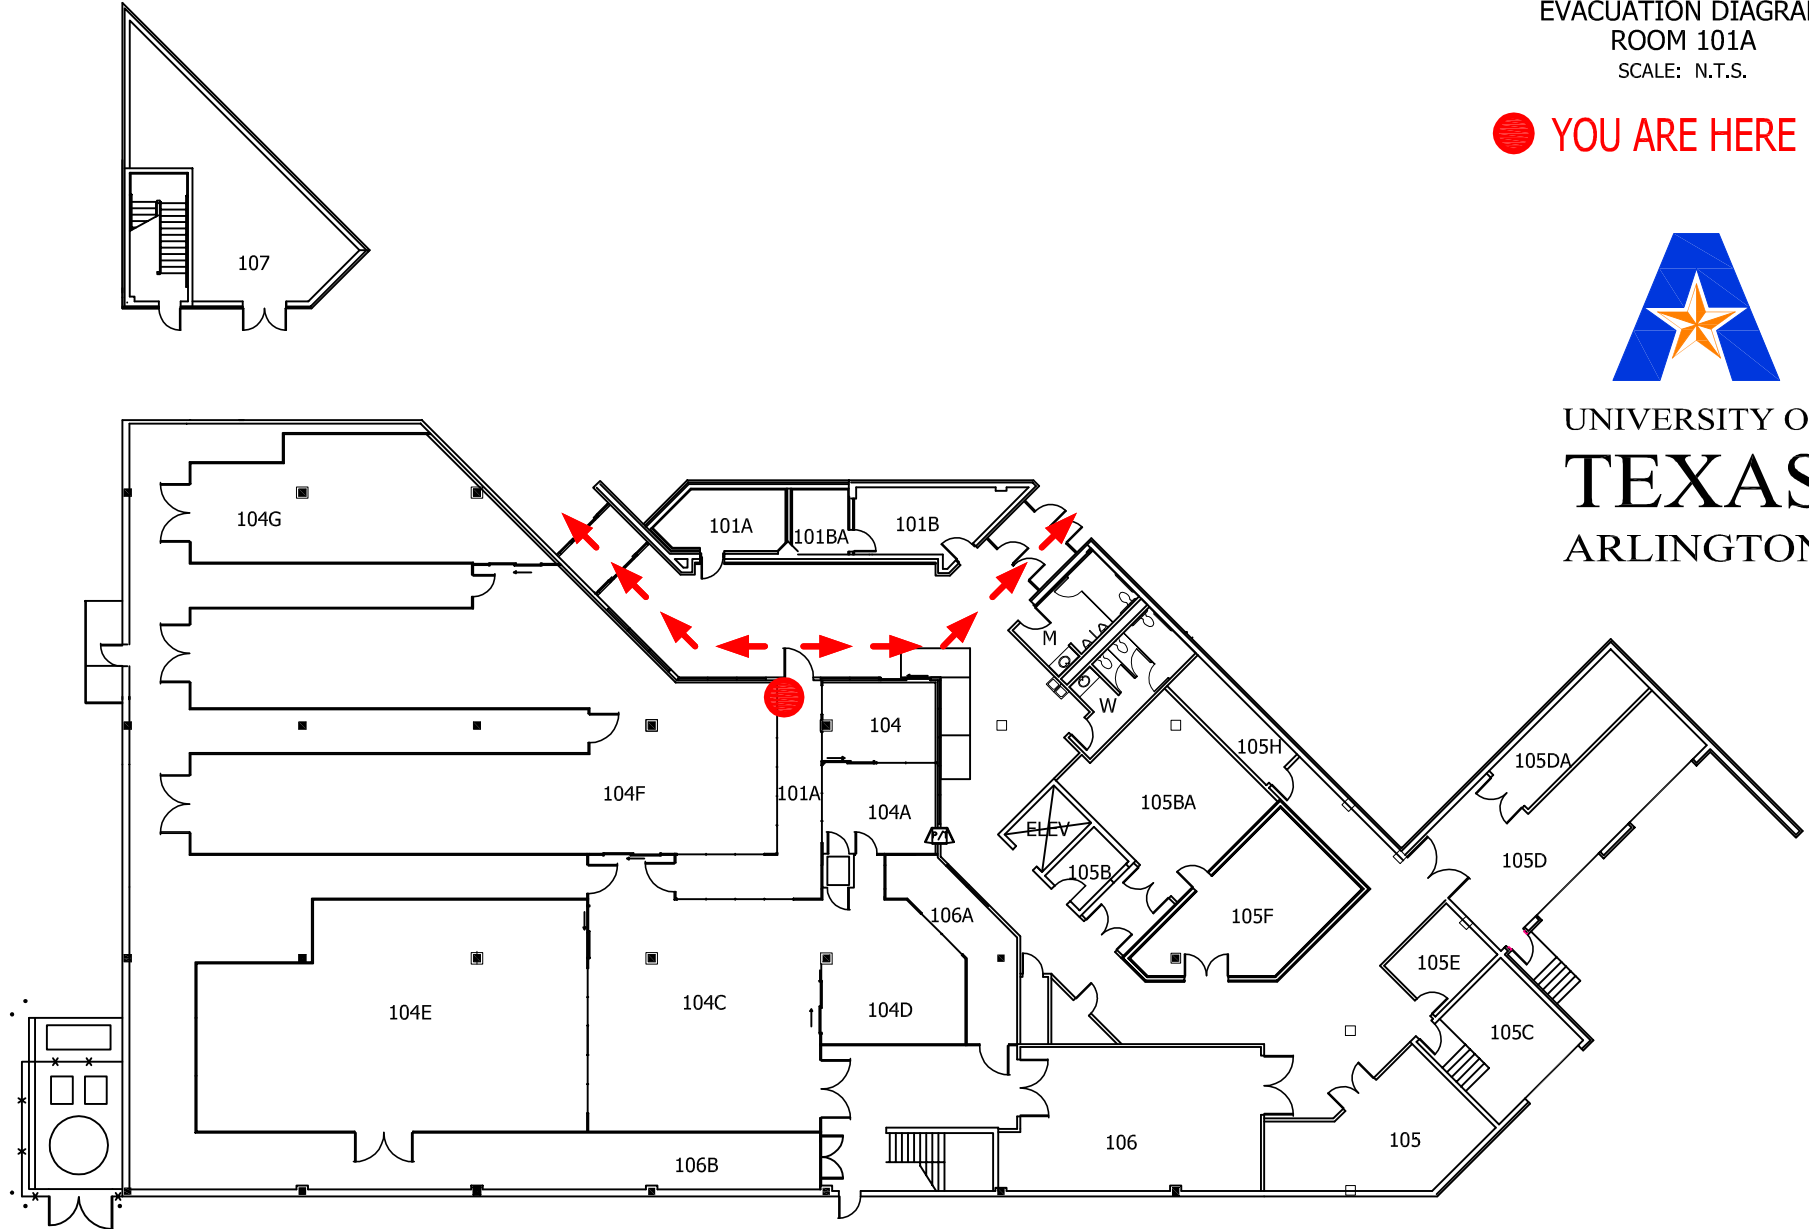 EVACUATION DIAGRA
ROOM 101A
SCALE: N.T.S.
YOU ARE HERE
UNIVERSITY O
TEXAS
ARLINGTON
107
104G
101A
101BA
101B
M
W
104
105H
105DA
104F
101A
104A
105BA
ELEV
P/T
105B
105D
106A
105F
105E
104E
104C
104D
105C
106
105
106B